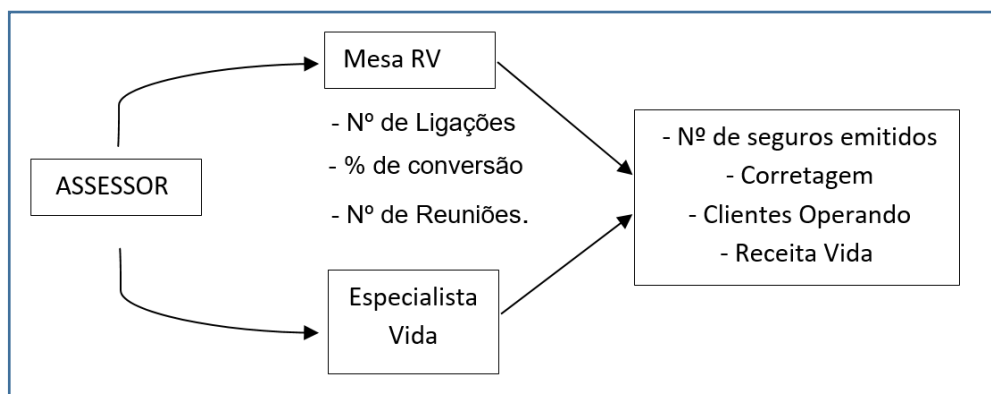 ASSESSOR
Mesa RV
- Nº de Ligações
- % de conversão
- Nº de Reuniões.
Especialista
Vida
- Nº de seguros emitidos
- Corretagem
- Clientes Operando
- Receita Vida